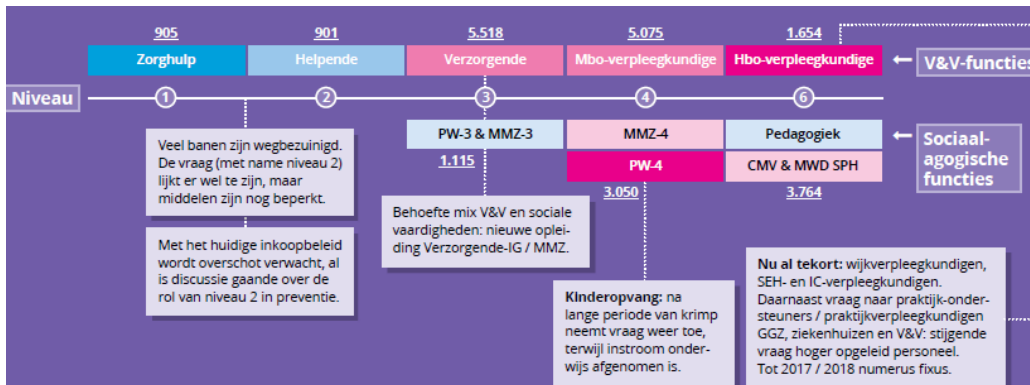 905
901
5.518
5.075
1.654
Zorghulp
Helpende
Verzorgende
Mbo-verpleegkundige
Hbo-verpleegkundige
V&V-functies
Niveau
1
2
3
4
6
PW-3 & MMZ-3
MMZ-4
Pedagogiek
PW-4
CMV & MWD SPH
1.115
3.050
3.764
Sociaal-
agogische
functies
Veel banen zijn wegbezuinigd.
De vraag (met name niveau 2)
lijkt er wel te zijn, maar
middelen zijn nog beperkt.
Met het huidige inkoopbeleid
wordt overschot verwacht, al
is discussie gaande over de
rol van niveau 2 in preventie.
Behoefte mix V&V en sociale
vaardigheden: nieuwe oplei-
ding Verzorgende-IG / MMZ.
Kinderopvang: na
lange periode van krimp
neemt vraag weer toe,
terwijl instroom onder-
wijs afgenomen is.
Nu al tekort: wijkverpleegkundigen,
SEH- en IC-verpleegkundigen.
Daarnaast vraag naar praktijk-onder-
steuners / praktijkverpleegkundigen
GGZ, ziekenhuizen en V&V: stijgende
vraag hoger opgeleid personeel.
Tot 2017 / 2018 numerus fixus.